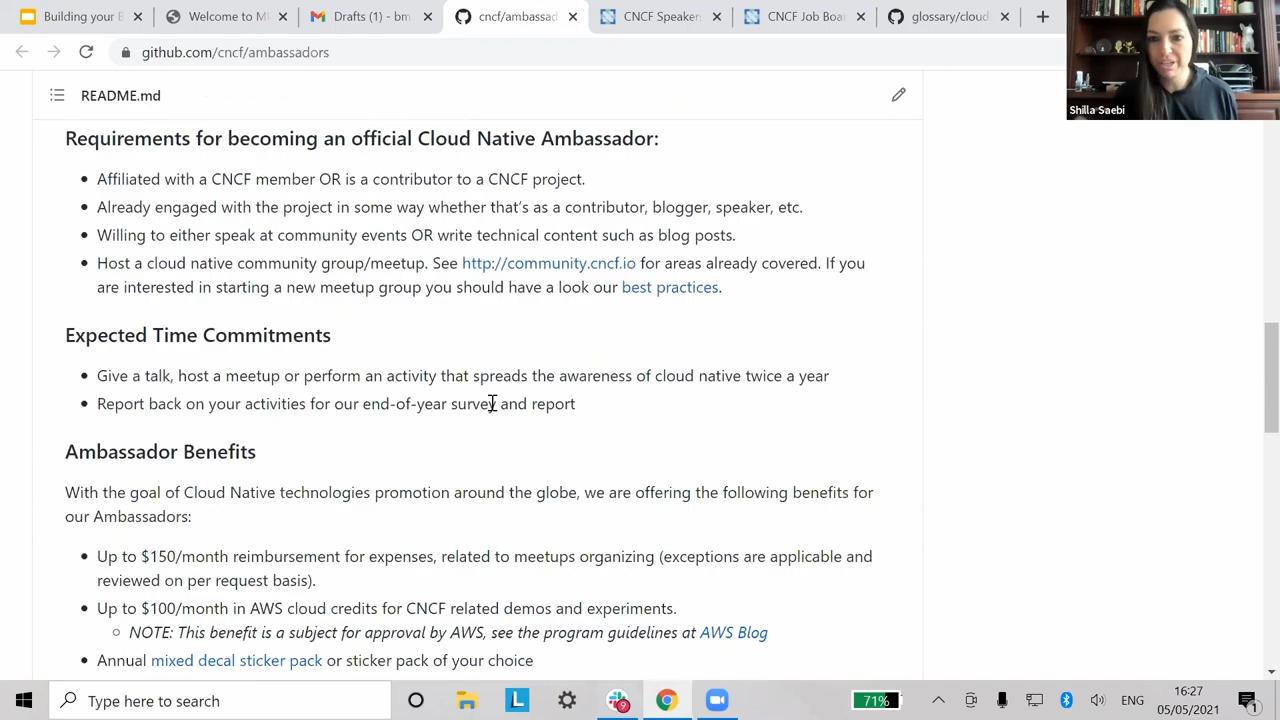 Building your
Welcome to M
Drafts (1) - bm
cncf/ambassad
CNCF Speaker
CNCF Job Boa
glossary/cloud
github.com/cncf/ambassadors
Shilla Saebi
README.md
Requirements for becoming an official Cloud Native Ambassador:
Affiliated with a CNCF member OR is a contributor to a CNCF project.
Already engaged with the project in some way whether that's as a contributor, blogger, speaker, etc.
Willing to either speak at community events OR write technical content such as blog posts.
Host a cloud native community group/meetup. See http://community.cncf.io for areas already covered. If you
are interested in starting a new meetup group you should have a look our best practices.
Expected Time Commitments
Give a talk, host a meetup or perform an activity that spreads the awareness of cloud native twice a year
Report back on your activities for our end-of-year survey and report
Ambassador Benefits
With the goal of Cloud Native technologies promotion around the globe, we are offering the following benefits for
our Ambassadors:
Up to $150/month reimbursement for expenses, related to meetups organizing (exceptions are applicable and
reviewed on per request basis).
Up to $100/month in AWS cloud credits for CNCF related demos and experiments.
NOTE: This benefit is a subject for approval by AWS, see the program guidelines at AWS Blog
Annual mixed decal sticker pack or sticker pack of your choice
Type here to search
L
9
71%
ENG
16:27
05/05/2021
1